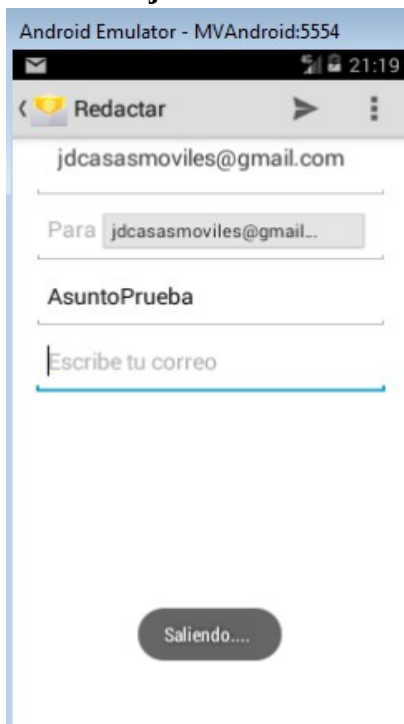 Android Emulator - MVAndroid:5554
21:19
Redactar
jdcasasmoviles@gmail.com
Para jdcasasmoviles@gmail...
AsuntoPrueba
Escribe tu correo
Saliendo....